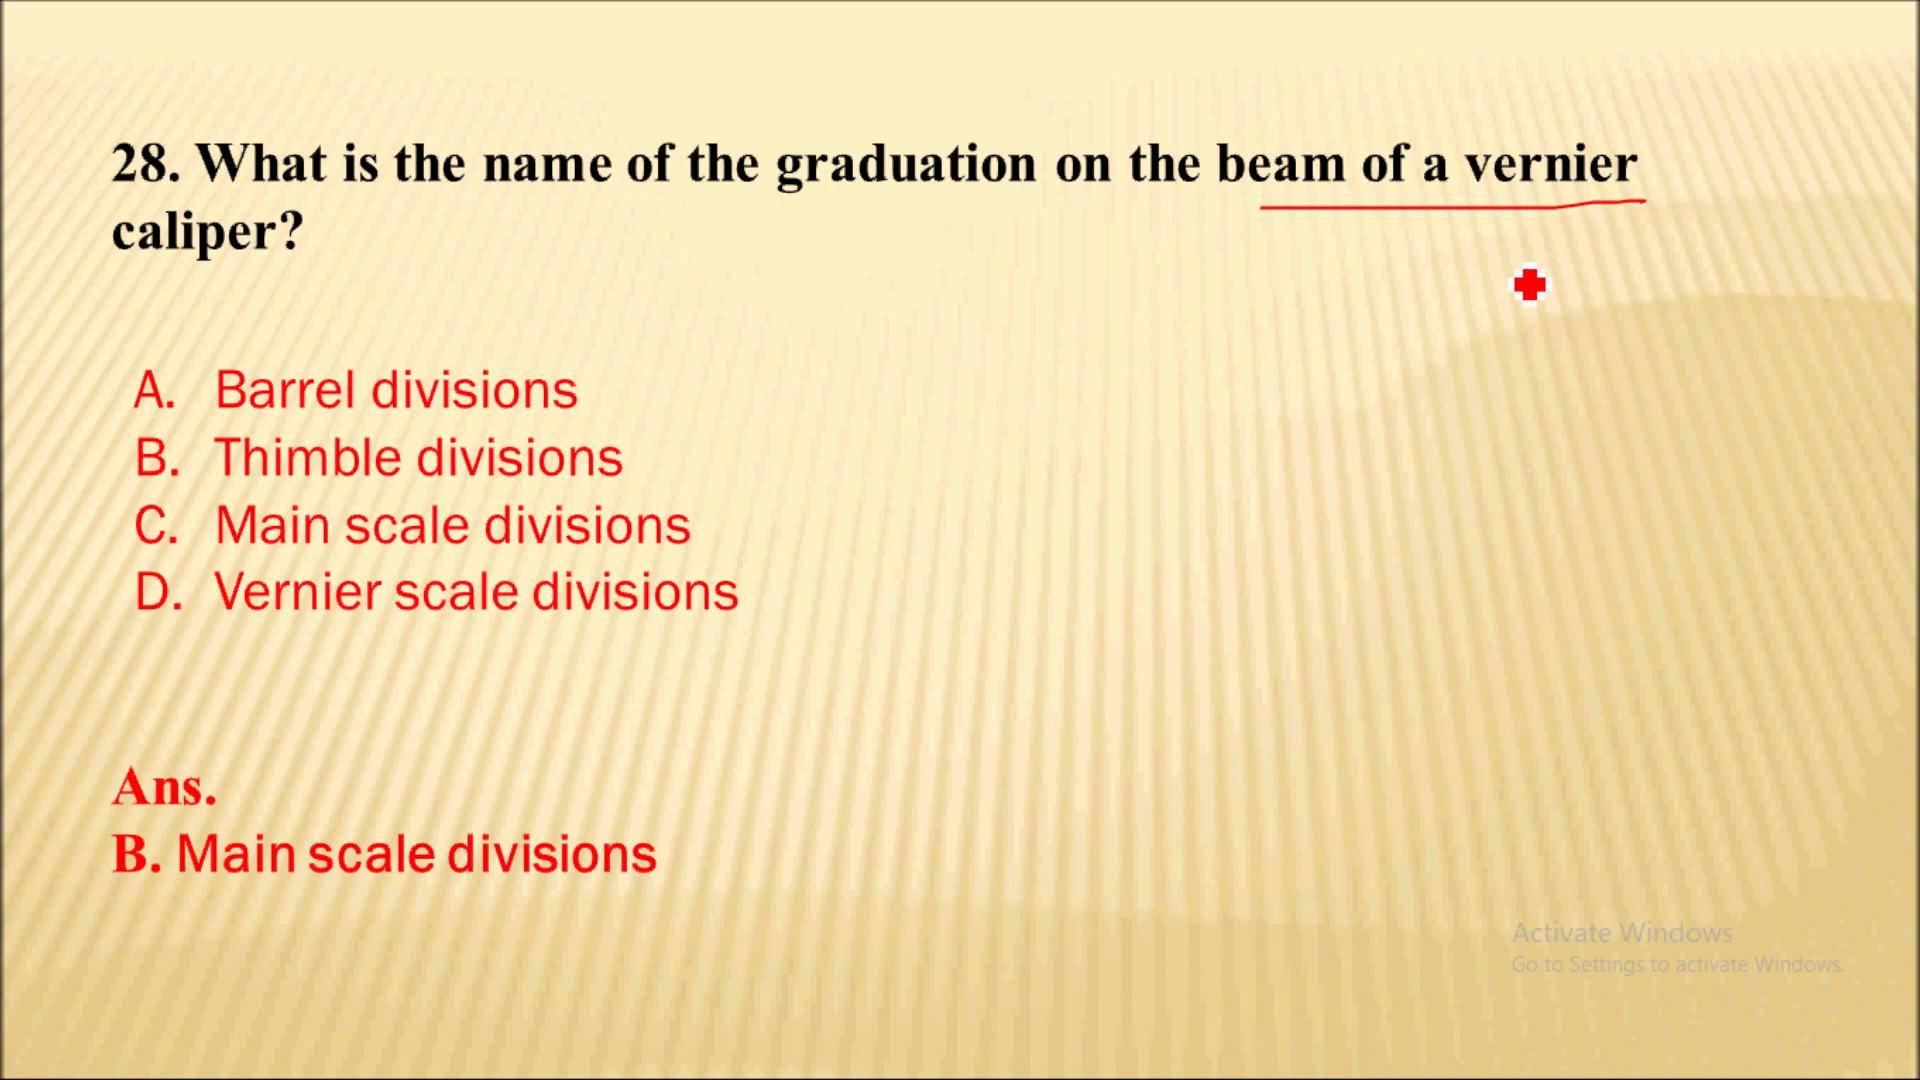 28. What is the name of the graduation on the beam of a vernier
caliper?
A. Barrel divisions
B. Thimble divisions
C. Main scale divisions
D. Vernier scale divisions
Ans.
B. Main scale divisions
Activate Windows
Go to Settings to activate Windows.